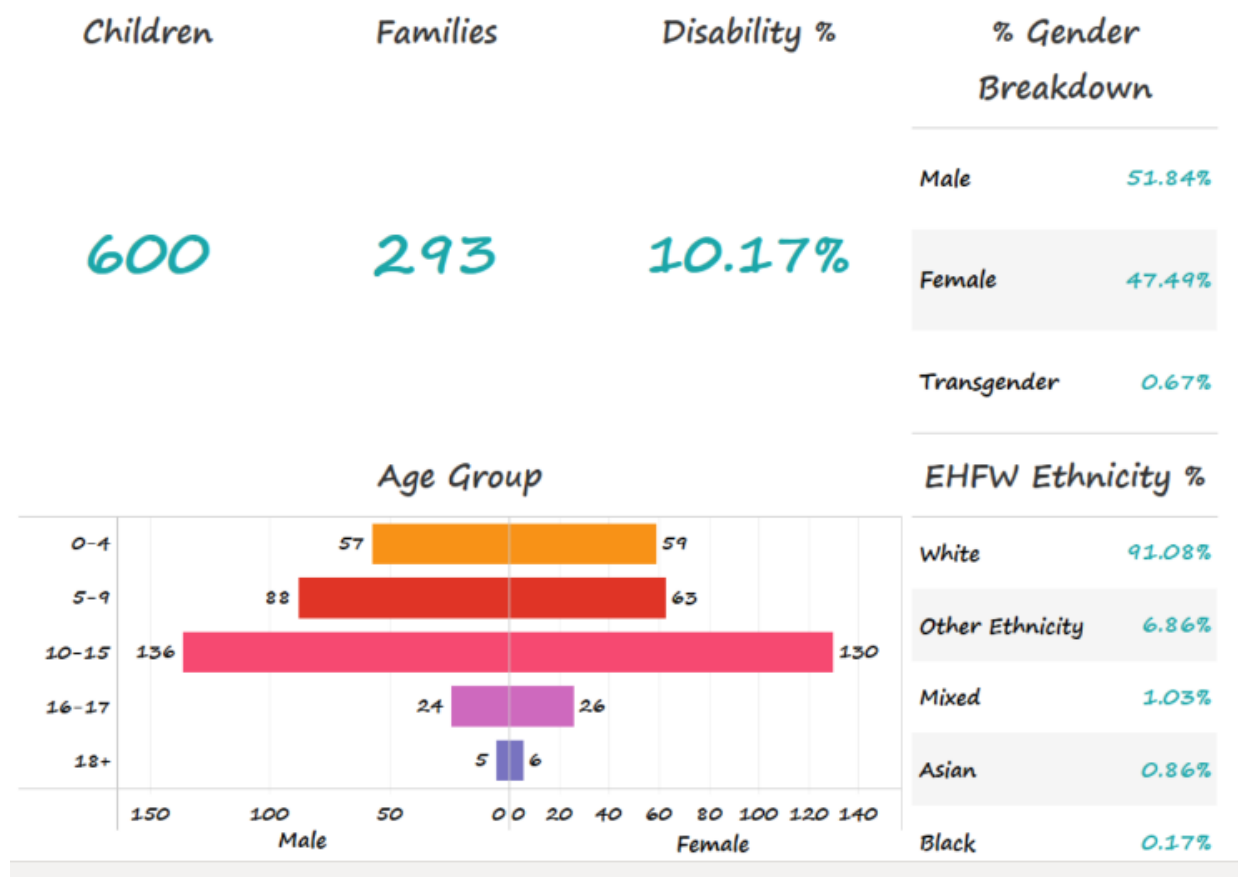 Children
Families
Disability %
600
293
10.17%
% Gender
Breakdown
Male 51.84%
Female 47.49%
Transgender 0.67%
Age Group
0-4 57 59
5-9 88 63
10-15 136 130
16-17 24 26
18+ 5 6
150 100 50 0 0 20 40 60 80 100 120 140
Male Female
EHFW Ethnicity %
White 91.08%
Other Ethnicity 6.86%
Mixed 1.03%
Asian 0.86%
Black 0.17%